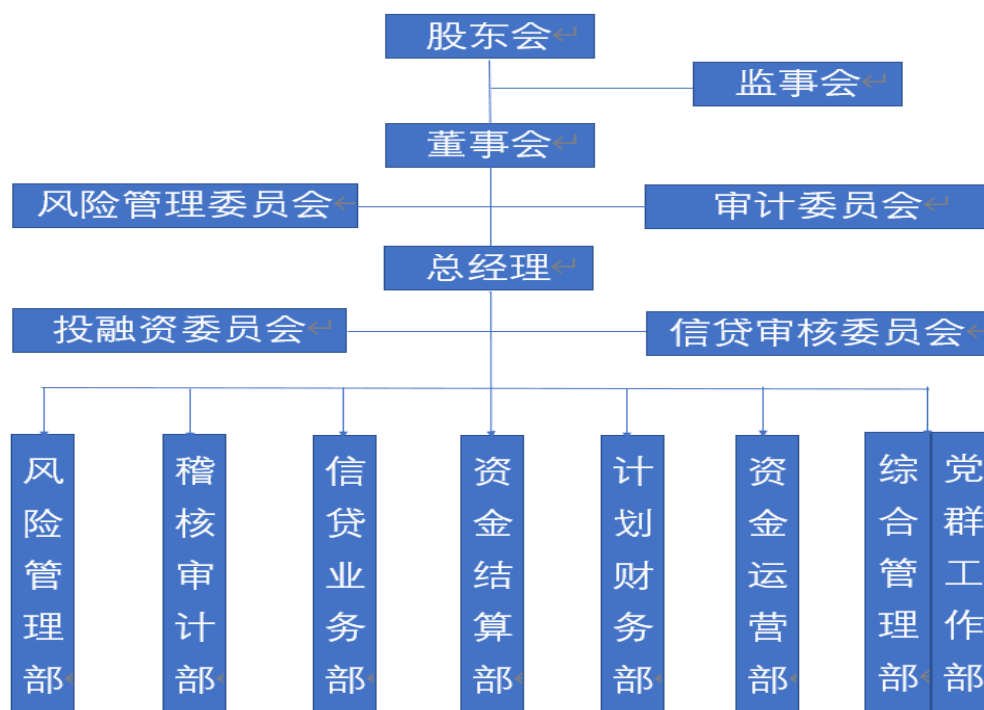 股东会
监事会
董事会
风险管理委员会
审计委员会
总经理
投融资委员会
信贷审核委员会
风险管理部
稽核审计部
信贷业务部
资金结算部
计划财务部
资金运营部
综合管理部
党群工作部